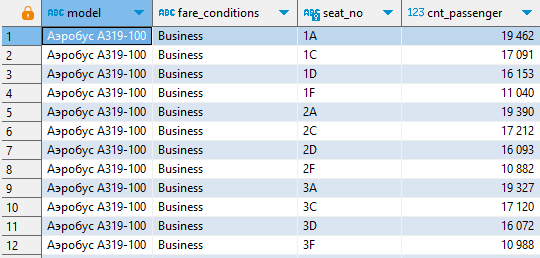 ABC model ABC fare_conditions ABC seat_no 123 cnt_passenger
1 Аэробус A319-100 Business 1A 19 462
2 Аэробус A319-100 Business 1C 17 091
3 Аэробус A319-100 Business 1D 16 153
4 Аэробус A319-100 Business 1F 11 040
5 Аэробус A319-100 Business 2A 19 390
6 Аэробус A319-100 Business 2C 17 212
7 Аэробус A319-100 Business 2D 16 093
8 Аэробус A319-100 Business 2F 10 882
9 Аэробус A319-100 Business 3A 19 327
10 Аэробус A319-100 Business 3C 17 120
11 Аэробус A319-100 Business 3D 16 072
12 Аэробус A319-100 Business 3F 10 988